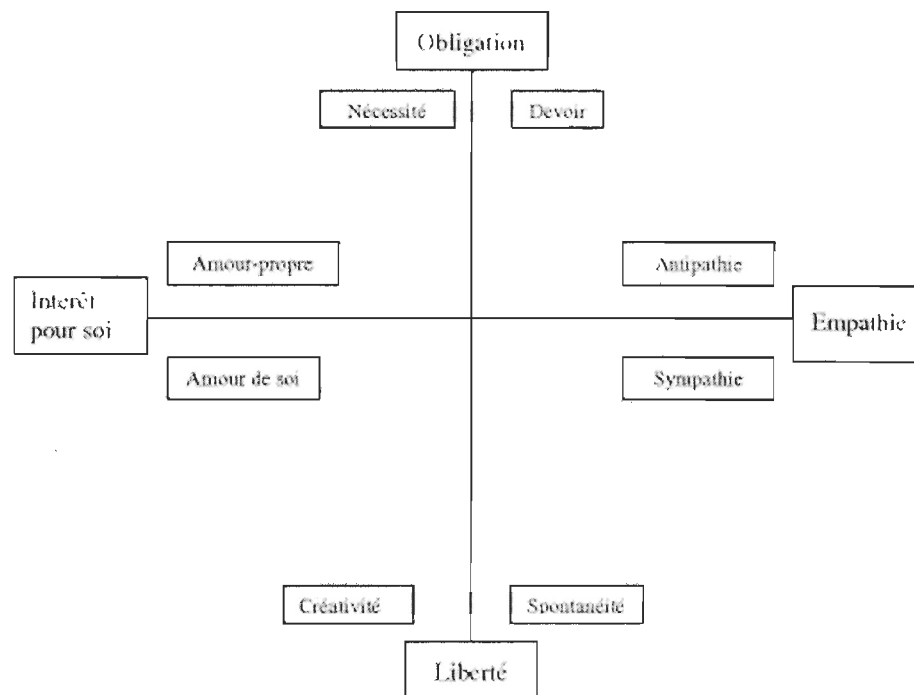 Obligation
Nécessité
Devoir
Amour-propre
Antipathie
Intérêt
pour soi
Empathie
Amour de soi
Sympathie
Créativité
Spontanéité
Liberté